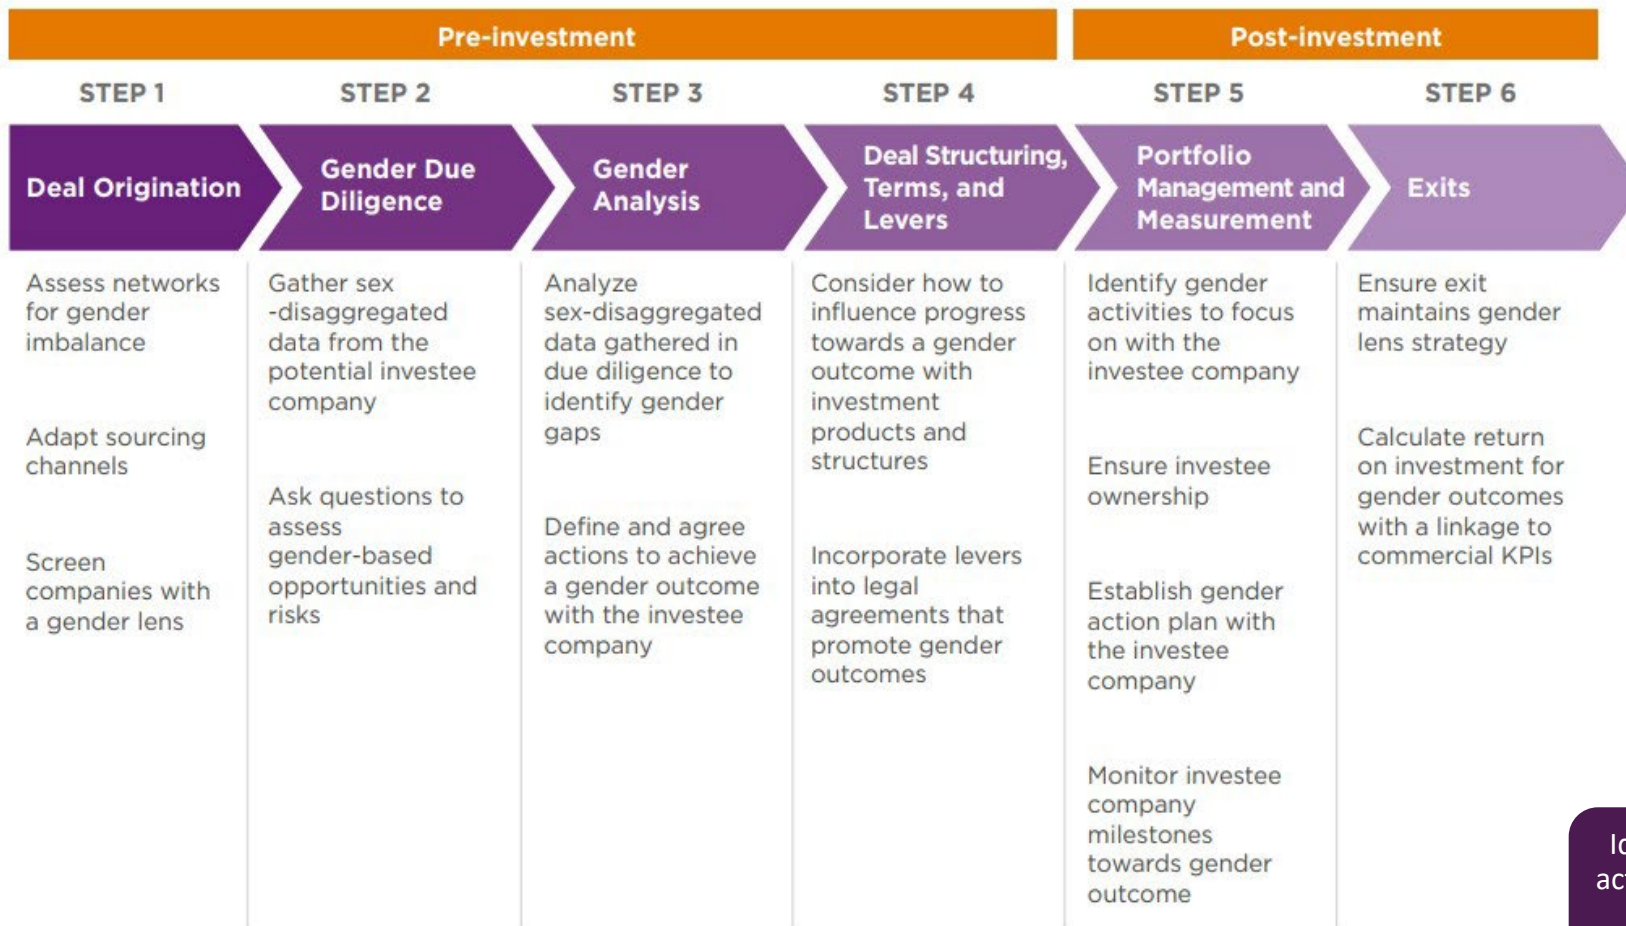 Pre-investment
Post-investment
STEP 1
STEP 2
STEP 3
STEP 4
STEP 5
STEP 6
Deal Origination
Gender Due
Diligence
Gender
Analysis
Deal Structuring,
Terms, and
Levers
Portfolio
Management and
Measurement
Exits
Assess networks
for gender
imbalance
Adapt sourcing
channels
Screen
companies with
a gender lens
Gather sex
-disaggregated
data from the
potential investee
company
Ask questions to
assess
gender-based
opportunities and
risks
Analyze
sex-disaggregated
data gathered in
due diligence to
identify gender
gaps
Define and agree
actions to achieve
a gender outcome
with the investee
company
Consider how to
influence progress
towards a gender
outcome with
investment
products and
structures
Incorporate levers
into legal
agreements that
promote gender
outcomes
Identify gender
activities to focus
on with the
investee company
Ensure investee
ownership
Establish gender
action plan with
the investee
company
Monitor investee
company
milestones
towards gender
outcome
Ensure exit
maintains gender
lens strategy
Calculate return
on investment for
gender outcomes
with a linkage to
commercial KPIs